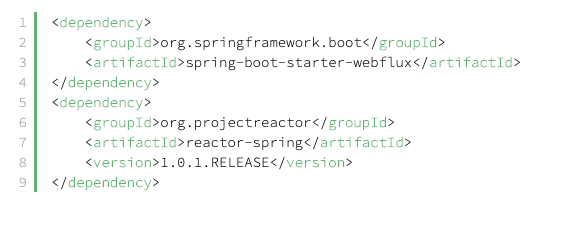 1 <dependency>
2     <groupId>org.springframework.boot</groupId>
3     <artifactId>spring-boot-starter-webflux</artifactId>
4 </dependency>
5 <dependency>
6     <groupId>org.projectreactor</groupId>
7     <artifactId>reactor-spring</artifactId>
8     <version>1.0.1.RELEASE</version>
9 </dependency>